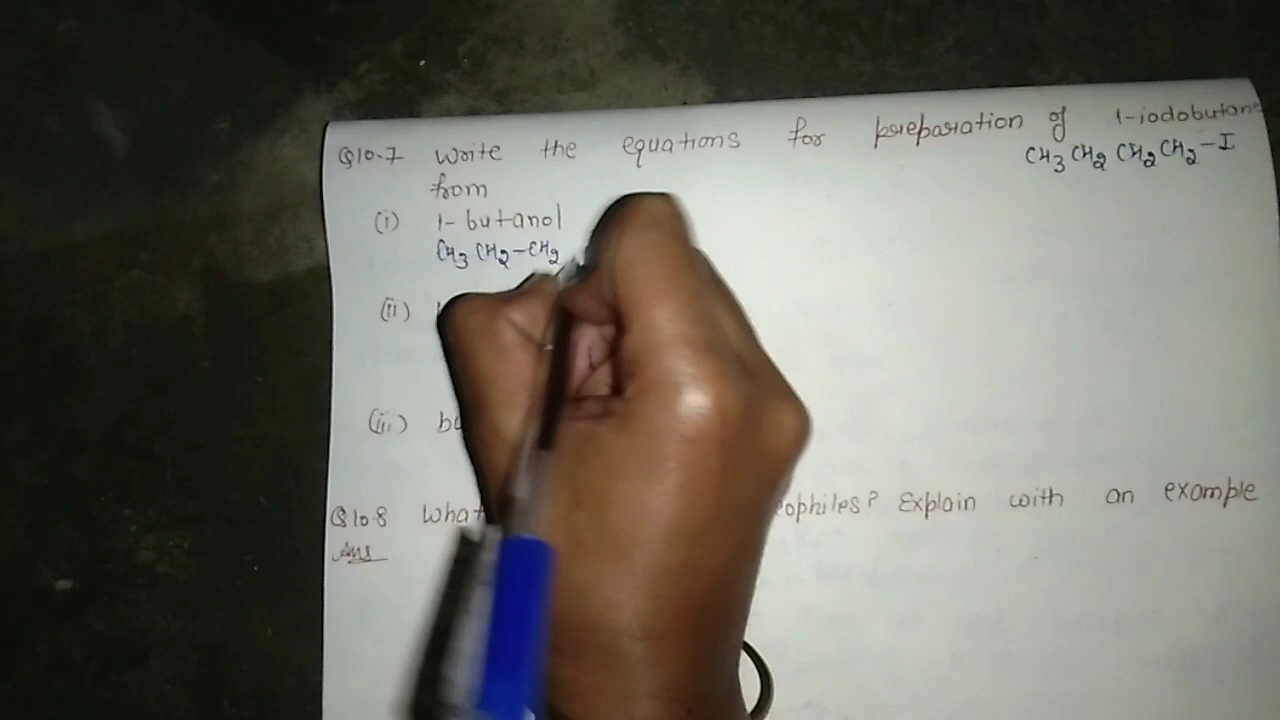 Q10.7 Write the equations for preparation of 1-iodobutane
CH3 CH2 CH2 CH2-I
from
(i) 1-butanol
CH3 CH2-CH2
(ii)
(iii)
Q10.8 What Explain with an example
Ans